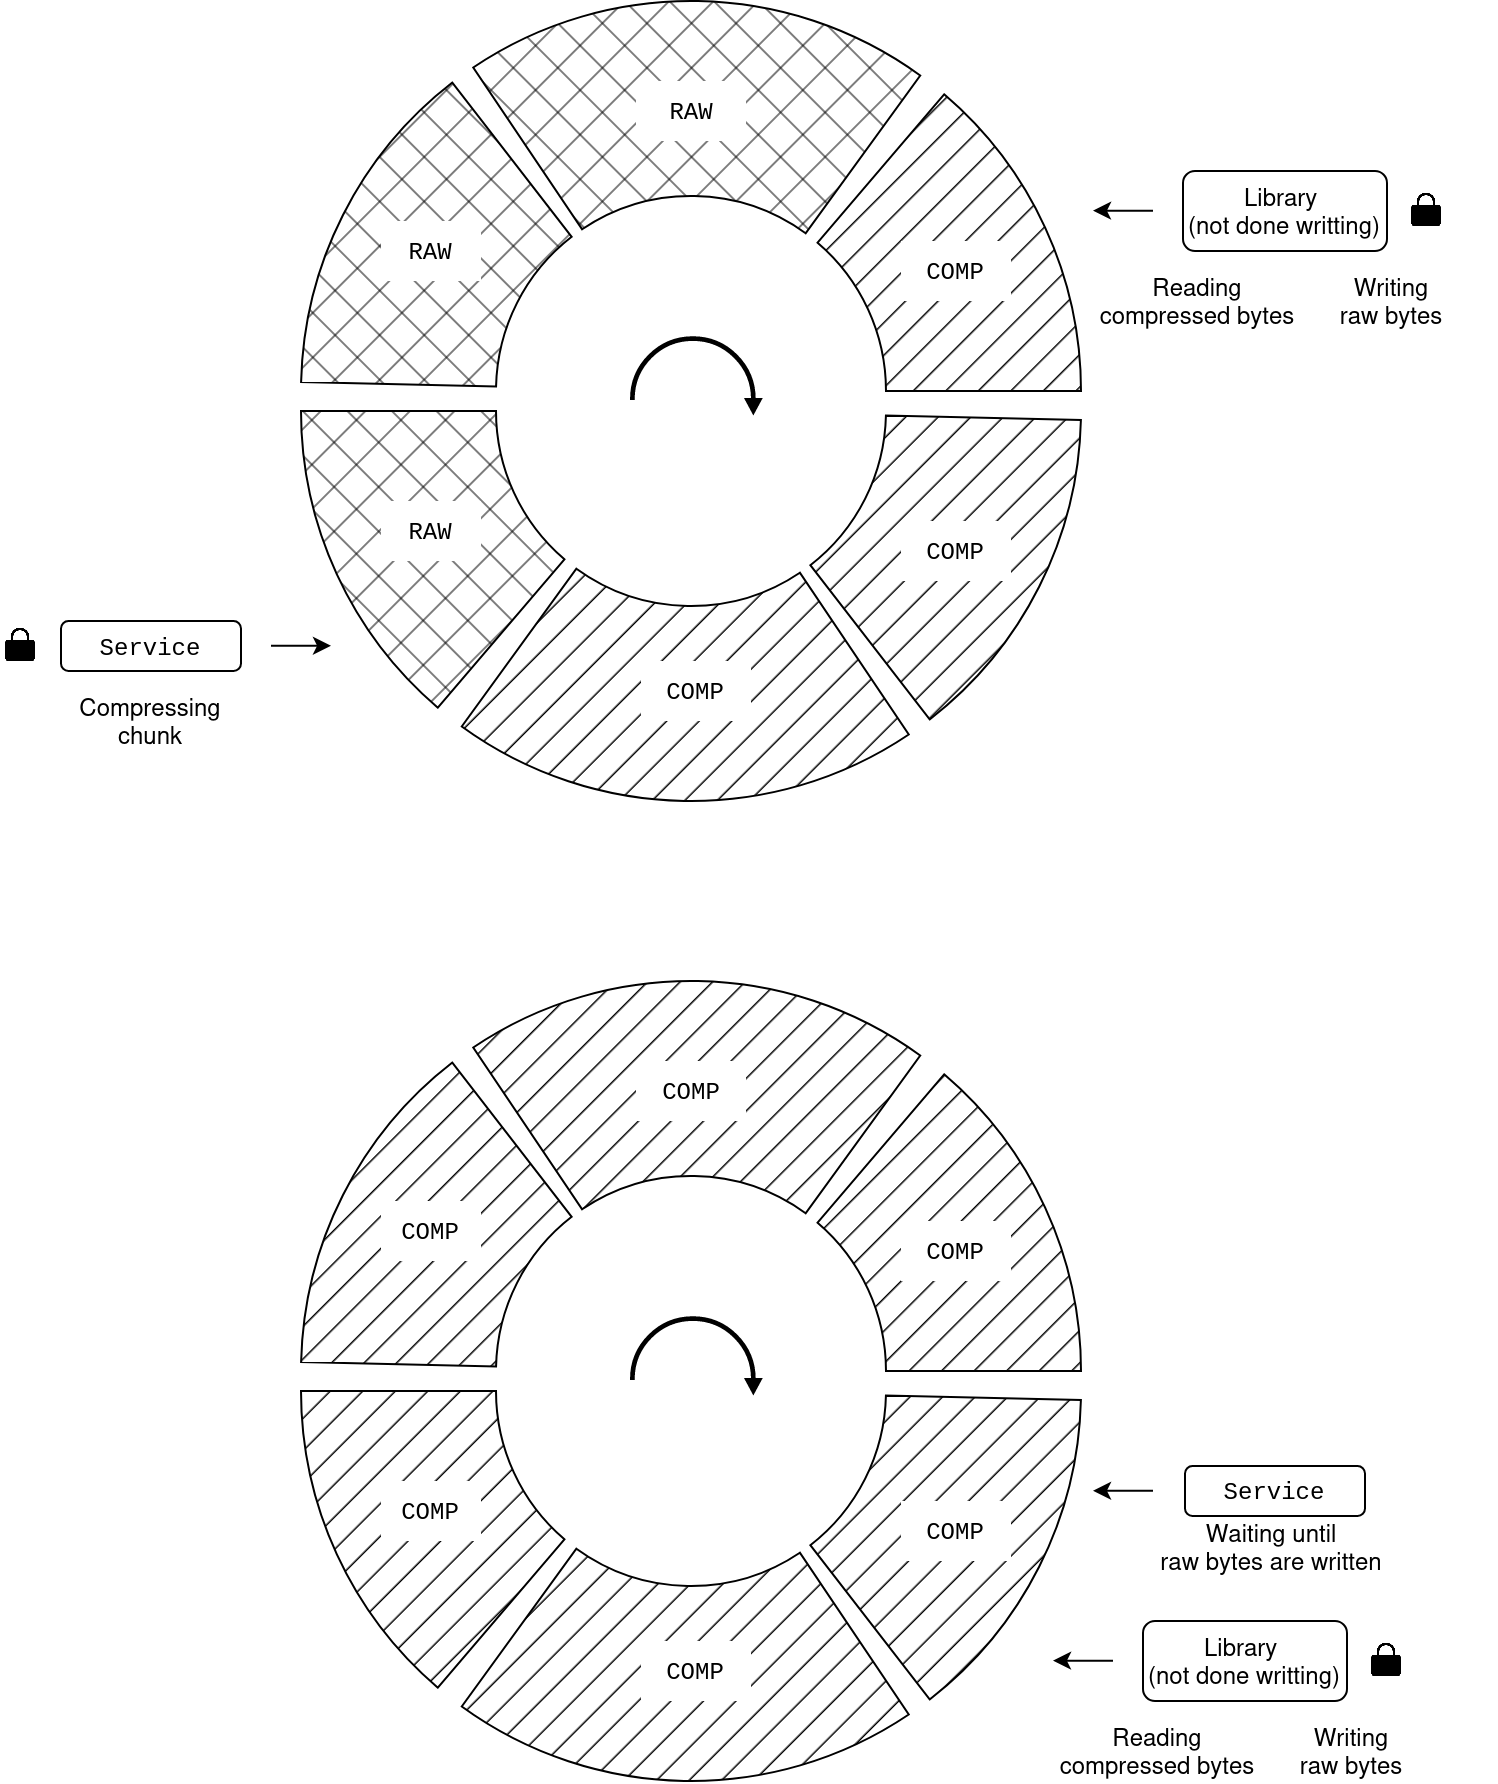 RAW
RAW
COMP
RAW
COMP
COMP
Library
(not done writting)
Reading
compressed bytes
Writing
raw bytes
Service
Compressing
chunk
COMP
COMP
COMP
COMP
COMP
COMP
Service
Waiting until
raw bytes are written
Library
(not done writting)
Reading
compressed bytes
Writing
raw bytes